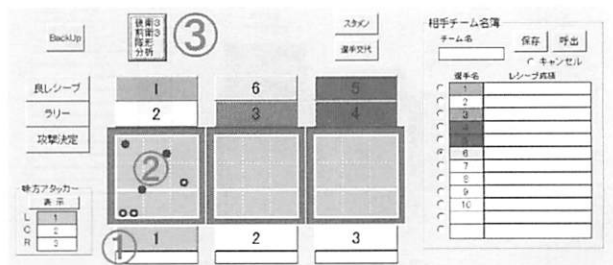 BackUp
後衛3
前衛3
陣形
分析
③
スタメン
選手交代
相手チーム名簿
チーム名
保存
呼出
キャンセル
選手名
レシーブ成績
良レシーブ
ラリー
攻撃決定
1
6
5
2
3
4
②
味方アタッカー
表示
L 1
C 2
R 3
①
1
2
3
1
2
3
6
7
8
9
10